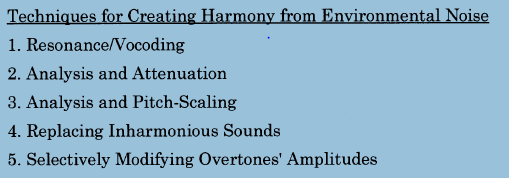 Techniques for Creating Harmony from Environmental Noise
1. Resonance/Vocoding
2. Analysis and Attenuation
3. Analysis and Pitch-Scaling
4. Replacing Inharmonious Sounds
5. Selectively Modifying Overtones' Amplitudes